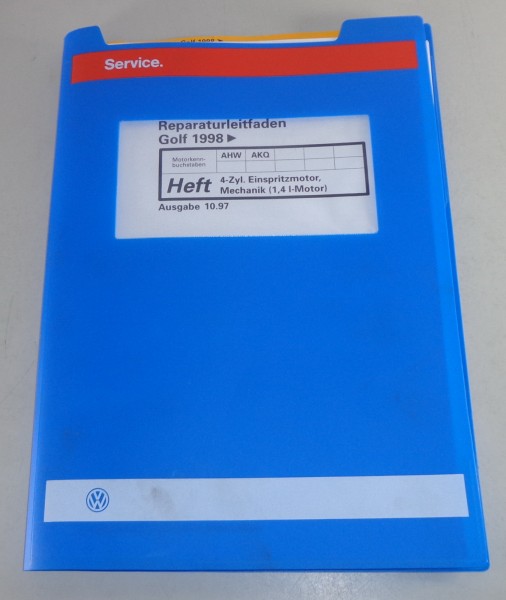 Golf 1998 ►
Service.
Reparaturleitfaden
Golf 1998 ►
Motorkenn-
buchstaben AHW AKQ
Heft 4-Zyl. Einspritzmotor,
Mechanik (1,4 l-Motor)
Ausgabe 10.97